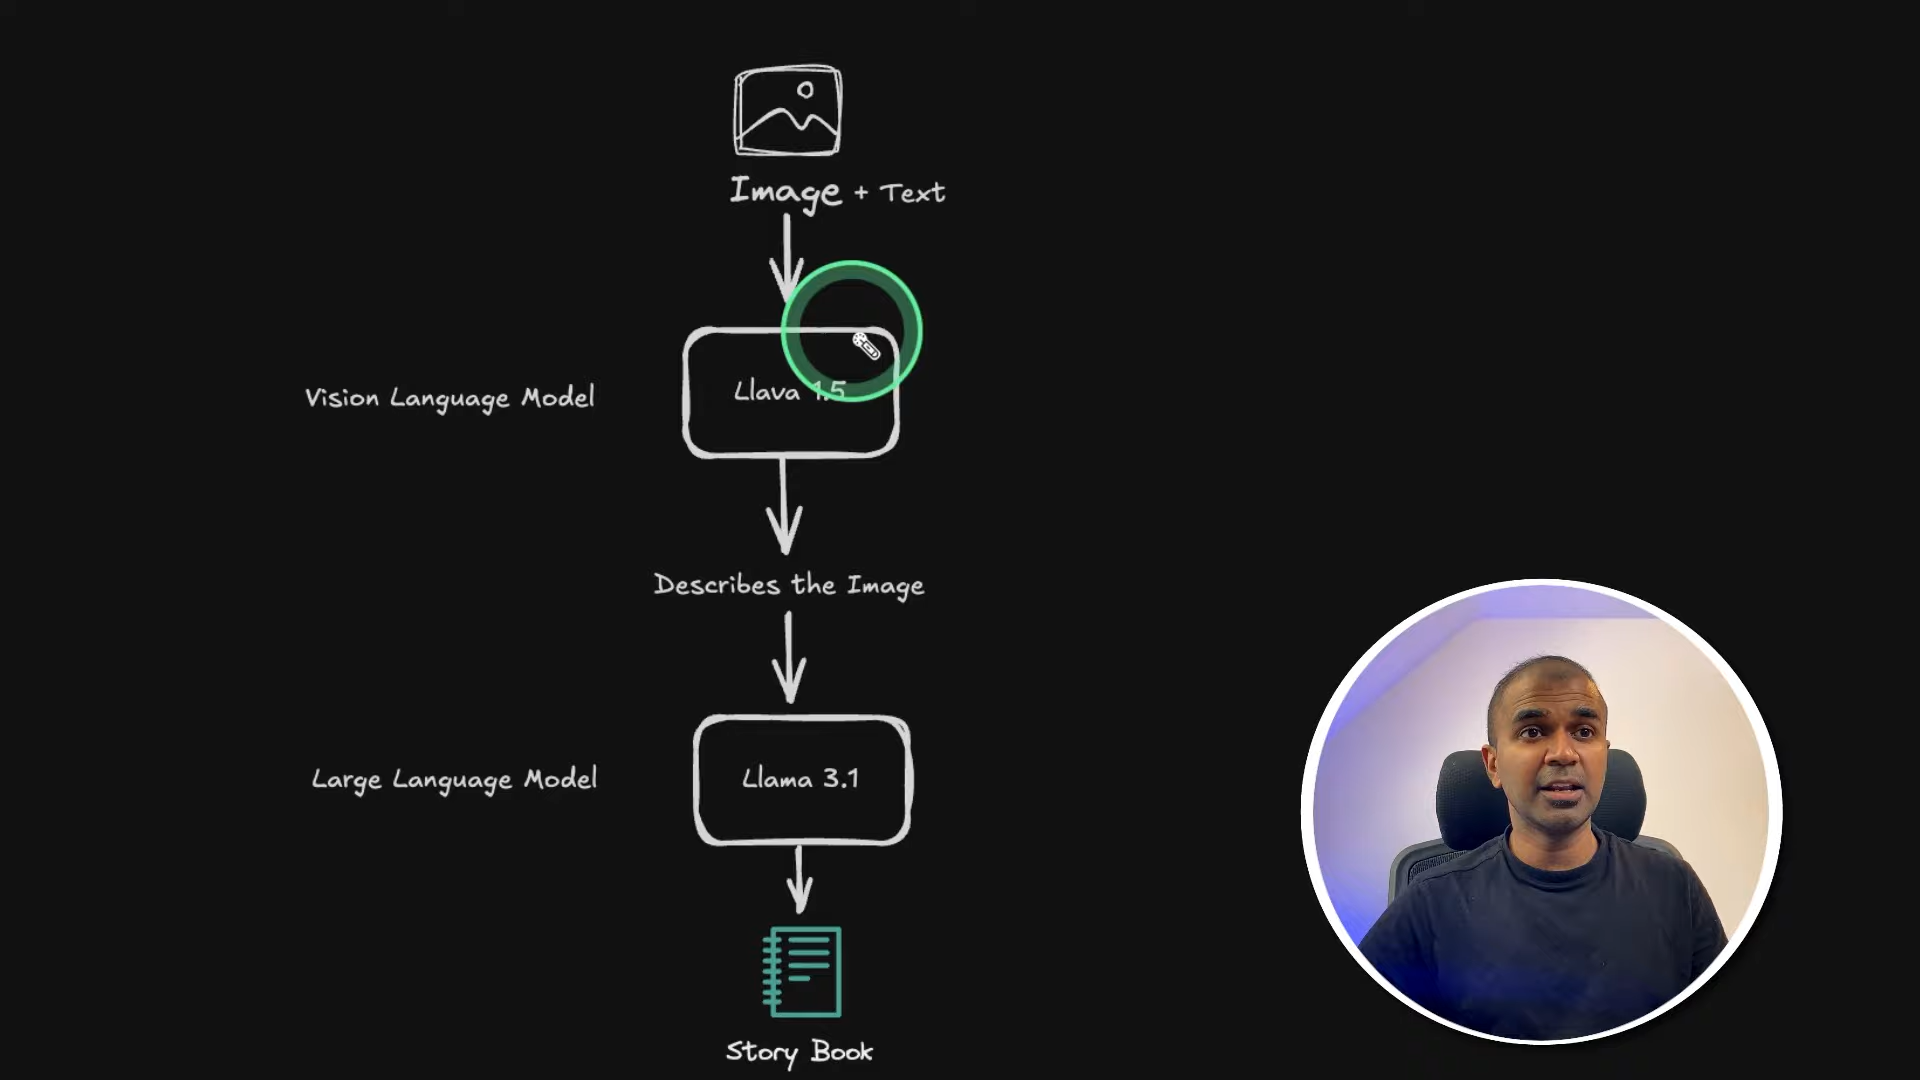 Image + Text
Vision Language Model
Llava 1.5
Describes the Image
Large Language Model
Llama 3.1
Story Book